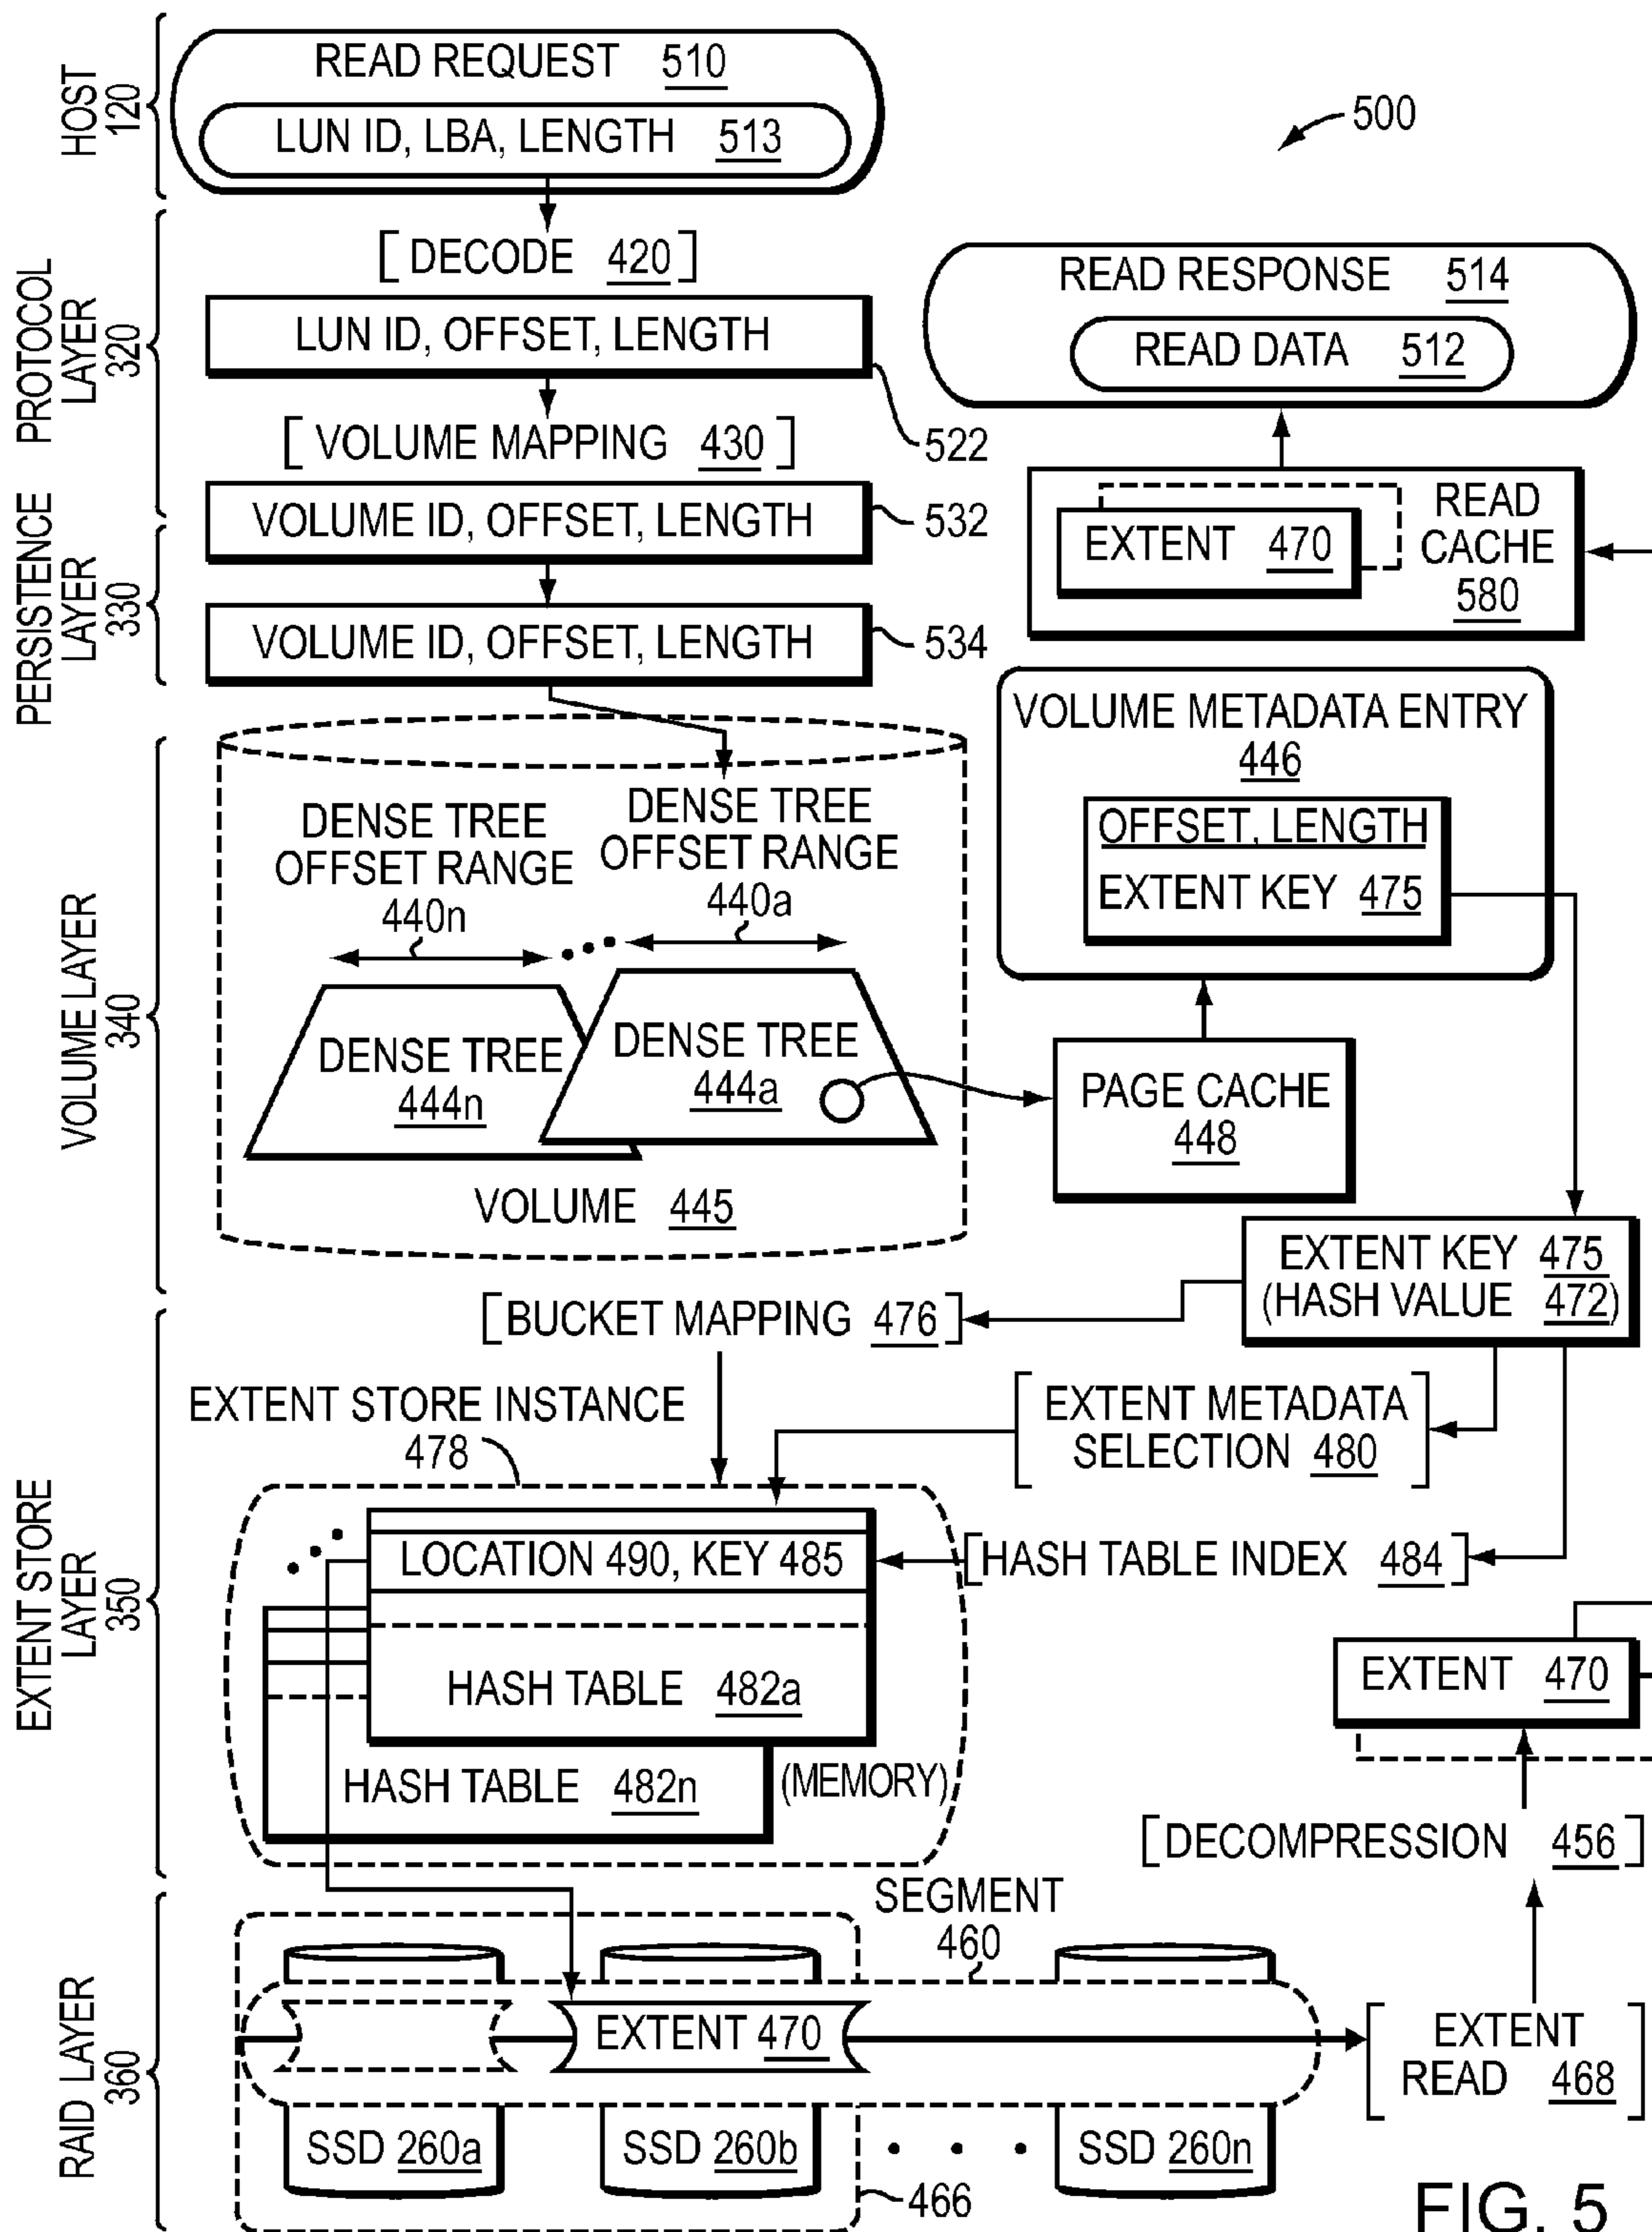 HOST
120
READ REQUEST 510
LUN ID, LBA, LENGTH 513
500
PROTOCOL
LAYER
320
[ DECODE 420 ]
LUN ID, OFFSET, LENGTH
522
[ VOLUME MAPPING 430 ]
VOLUME ID, OFFSET, LENGTH
532
READ RESPONSE 514
READ DATA 512
EXTENT 470
READ
CACHE
580
PERSISTENCE
LAYER
330
VOLUME ID, OFFSET, LENGTH
534
VOLUME LAYER
340
DENSE TREE
OFFSET RANGE
440n
DENSE TREE
OFFSET RANGE
440a
DENSE TREE
444n
DENSE TREE
444a
VOLUME 445
VOLUME METADATA ENTRY
446
OFFSET, LENGTH
EXTENT KEY 475
PAGE CACHE
448
EXTENT KEY 475
(HASH VALUE 472)
EXTENT STORE
LAYER
350
[BUCKET MAPPING 476]
EXTENT STORE INSTANCE
478
EXTENT METADATA
SELECTION 480
LOCATION 490, KEY 485
[HASH TABLE INDEX 484]
HASH TABLE 482a
HASH TABLE 482n
(MEMORY)
EXTENT 470
[DECOMPRESSION 456]
RAID LAYER
360
SEGMENT
460
EXTENT 470
EXTENT
READ 468
SSD 260a
SSD 260b
• • •
SSD 260n
466
FIG. 5